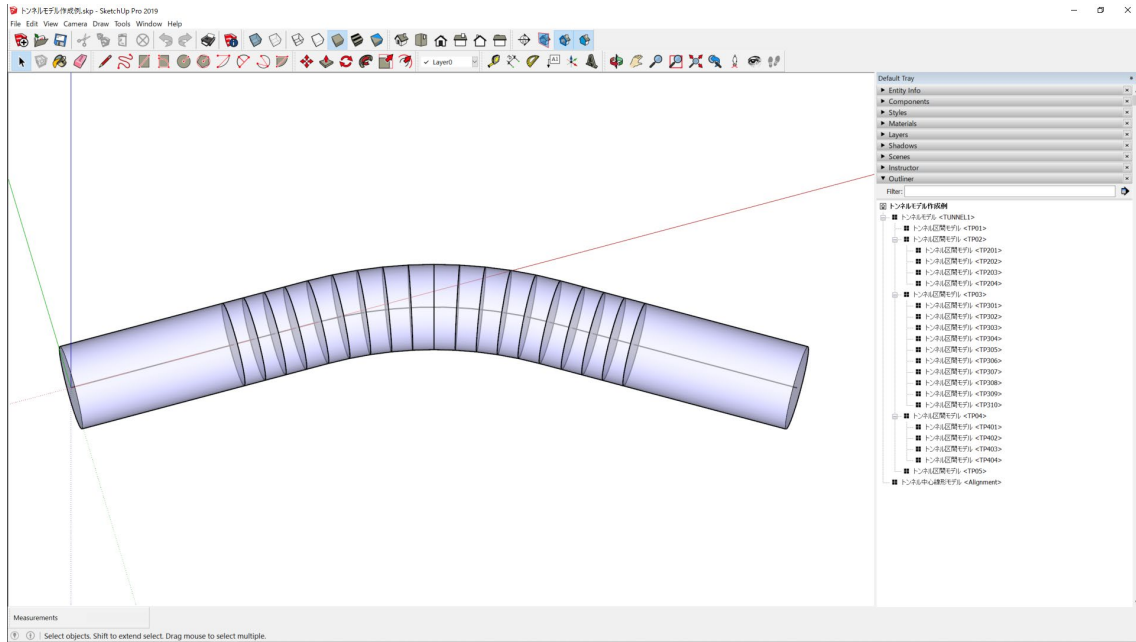 トンネルモデル作成例.skp - SketchUp Pro 2019
File Edit View Camera Draw Tools Window Help
Layer0
Default Tray
Entity Info
Components
Styles
Materials
Layers
Shadows
Scenes
Instructor
Outliner
Filter:
トンネルモデル作成例
トンネルモデル <TUNNEL1>
トンネル区間モデル <TP01>
トンネル区間モデル <TP02>
トンネル区間モデル <TP201>
トンネル区間モデル <TP202>
トンネル区間モデル <TP203>
トンネル区間モデル <TP204>
トンネル区間モデル <TP03>
トンネル区間モデル <TP301>
トンネル区間モデル <TP302>
トンネル区間モデル <TP303>
トンネル区間モデル <TP304>
トンネル区間モデル <TP305>
トンネル区間モデル <TP306>
トンネル区間モデル <TP307>
トンネル区間モデル <TP308>
トンネル区間モデル <TP309>
トンネル区間モデル <TP310>
トンネル区間モデル <TP04>
トンネル区間モデル <TP401>
トンネル区間モデル <TP402>
トンネル区間モデル <TP403>
トンネル区間モデル <TP404>
トンネル区間モデル <TP05>
トンネル中心線形モデル <Alignment>
Measurements
Select objects. Shift to extend select. Drag mouse to select multiple.